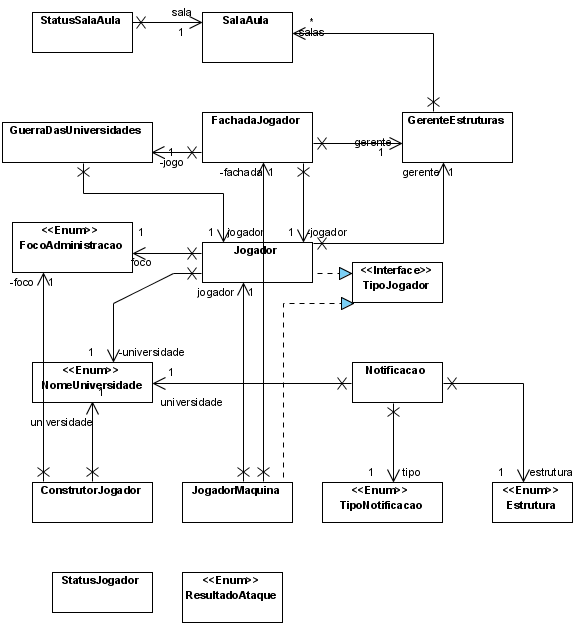 StatusSalaAula
sala
1
SalaAula
*
salas
GuerraDasUniversidades
1
-jogo
FachadaJogador
gerente
1
GerenteEstruturas
-fachada
1
gerente
1
1
jogador
1
-jogador
<<Enum>>
FocoAdministracao
1
foco
Jogador
<<Interface>>
TipoJogador
-foco
1
jogador
1
1
-universidade
<<Enum>>
NomeUniversidade
1
1
universidade
universidade
Notificacao
1
tipo
1
estrutura
ConstrutorJogador
JogadorMaquina
<<Enum>>
TipoNotificacao
<<Enum>>
Estrutura
StatusJogador
<<Enum>>
ResultadoAtaque